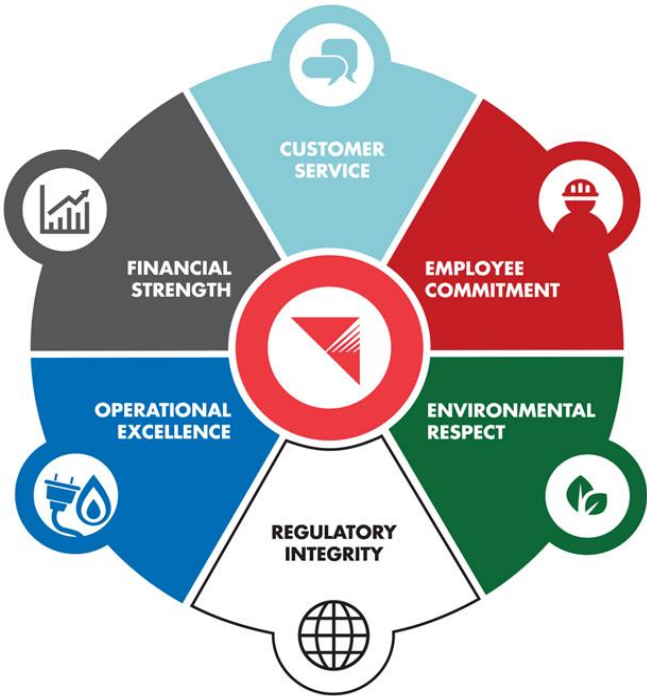 CUSTOMER
SERVICE
EMPLOYEE
COMMITMENT
ENVIRONMENTAL
RESPECT
REGULATORY
INTEGRITY
OPERATIONAL
EXCELLENCE
FINANCIAL
STRENGTH